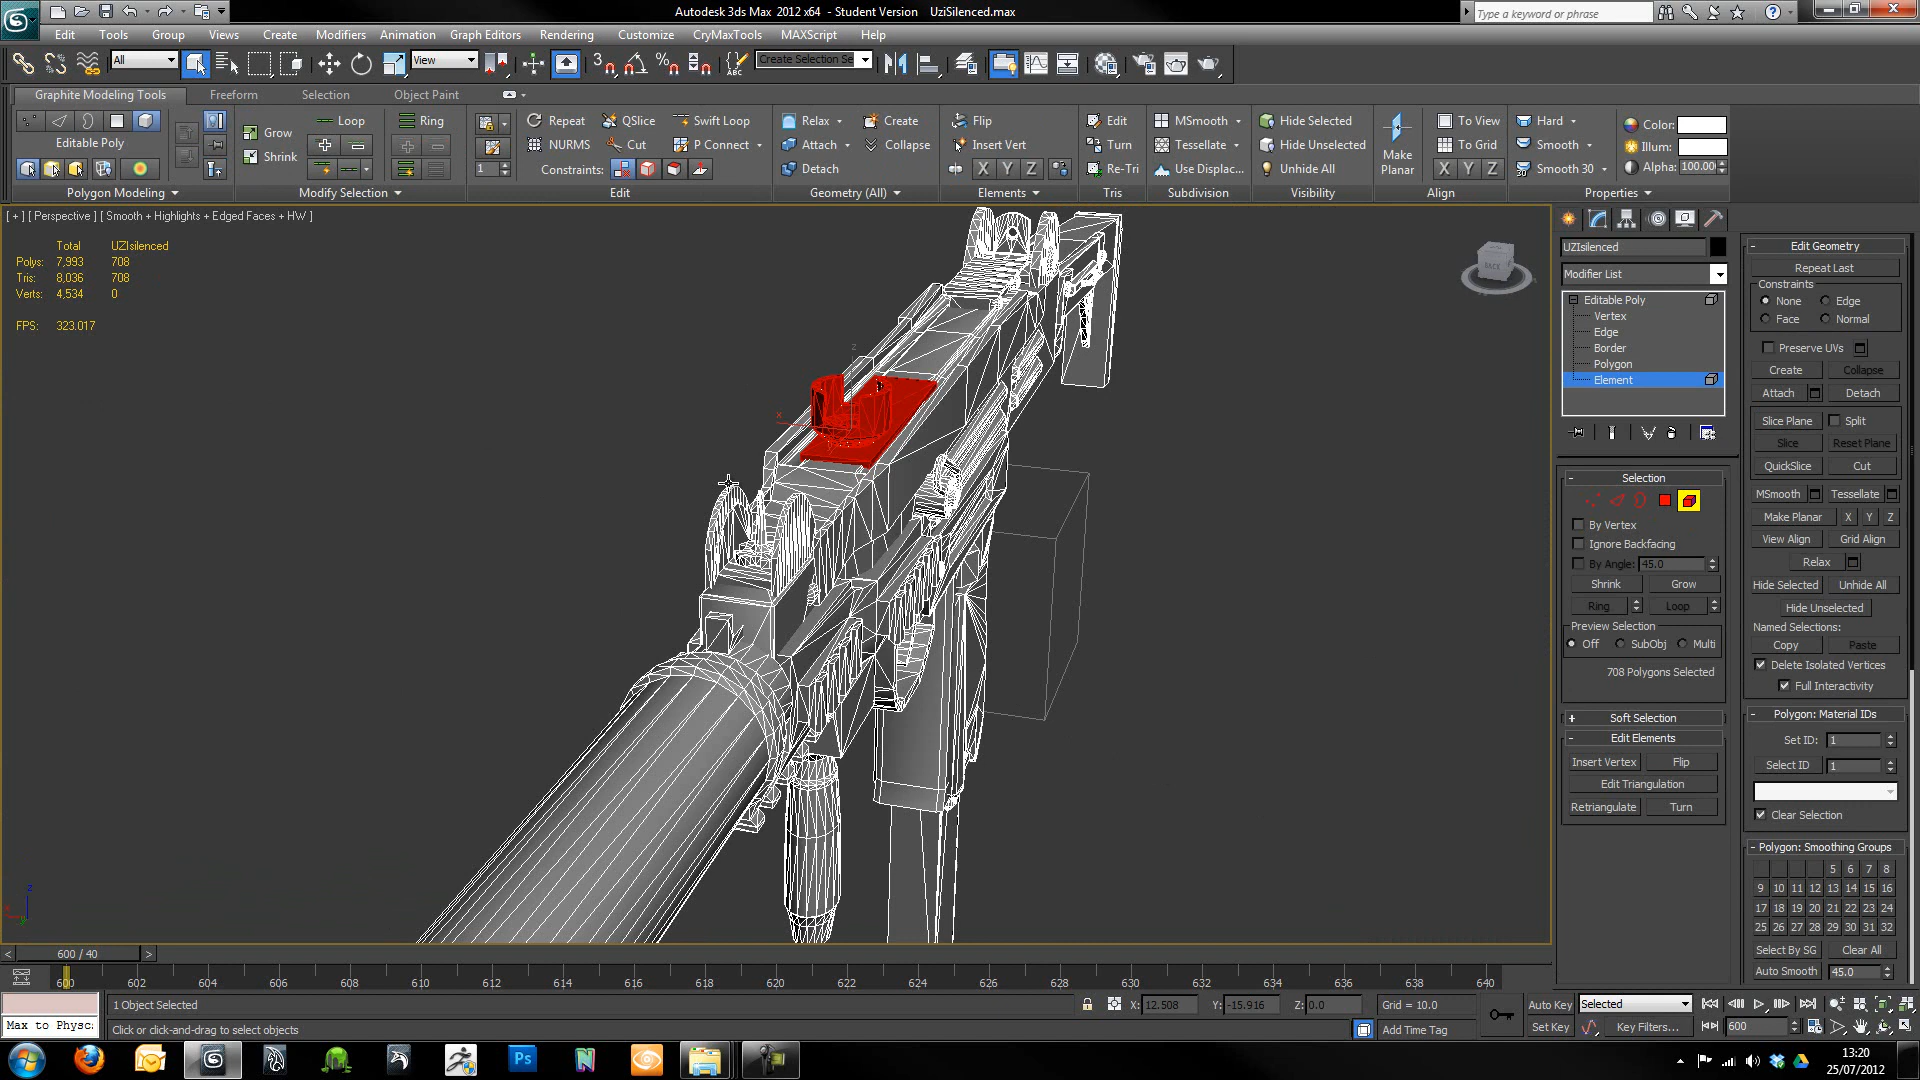 Autodesk 3ds Max 2012 x64 - Student Version UziSilenced.max
Type a keyword or phrase
Edit Tools Group Views Create Modifiers Animation Graph Editors Rendering Customize CryMaxTools MAXScript Help
All View 3 Create Selection Se
Graphite Modeling Tools Freeform Selection Object Paint
Loop Ring Repeat QSlice Swift Loop Relax Create Flip Edit MSmooth Hide Selected To View Hard Color:
Editable Poly Grow NURMS Cut P Connect Attach Collapse Insert Vert Turn Tessellate Hide Unselected Make Planar To Grid Smooth Illum:
Shrink 1 Constraints: Detach X Y Z Re-Tri Use Displac... Unhide All X Y Z Smooth 30 Alpha: 100.00
Polygon Modeling Modify Selection Edit Geometry (All) Elements Tris Subdivision Visibility Align Properties
[ + ] [ Perspective ] [ Smooth + Highlights + Edged Faces + HW ]
Total UZIsilenced
Polys: 7,993 708
Tris: 8,036 708
Verts: 4,534 0
FPS: 323.017
BACK
z
x
z
x
UZIsilenced
Modifier List
Editable Poly
Vertex
Edge
Border
Polygon
Element
- Selection
By Vertex
Ignore Backfacing
By Angle: 45.0
Shrink Grow
Ring Loop
Preview Selection
Off SubObj Multi
708 Polygons Selected
+ Soft Selection
- Edit Elements
Insert Vertex Flip
Edit Triangulation
Retriangulate Turn
- Edit Geometry
Repeat Last
Constraints
None Edge
Face Normal
Preserve UVs
Create Collapse
Attach Detach
Slice Plane Split
Slice Reset Plane
QuickSlice Cut
MSmooth Tessellate
Make Planar X Y Z
View Align Grid Align
Relax
Hide Selected Unhide All
Hide Unselected
Named Selections:
Copy Paste
Delete Isolated Vertices
Full Interactivity
- Polygon: Material IDs
Set ID: 1
Select ID 1
Clear Selection
- Polygon: Smoothing Groups
5 6 7 8
9 10 11 12 13 14 15 16
17 18 19 20 21 22 23 24
25 26 27 28 29 30 31 32
Select By SG Clear All
Auto Smooth 45.0
< 600 / 40 >
600 602 604 606 608 610 612 614 616 618 620 622 624 626 628 630 632 634 636 638 640
1 Object Selected X: 12.508 Y: -15.916 Z: 0.0 Grid = 10.0 Auto Key Selected
Max to Physc: Click or click-and-drag to select objects Add Time Tag Set Key Key Filters... 600
Ps
13:20
25/07/2012